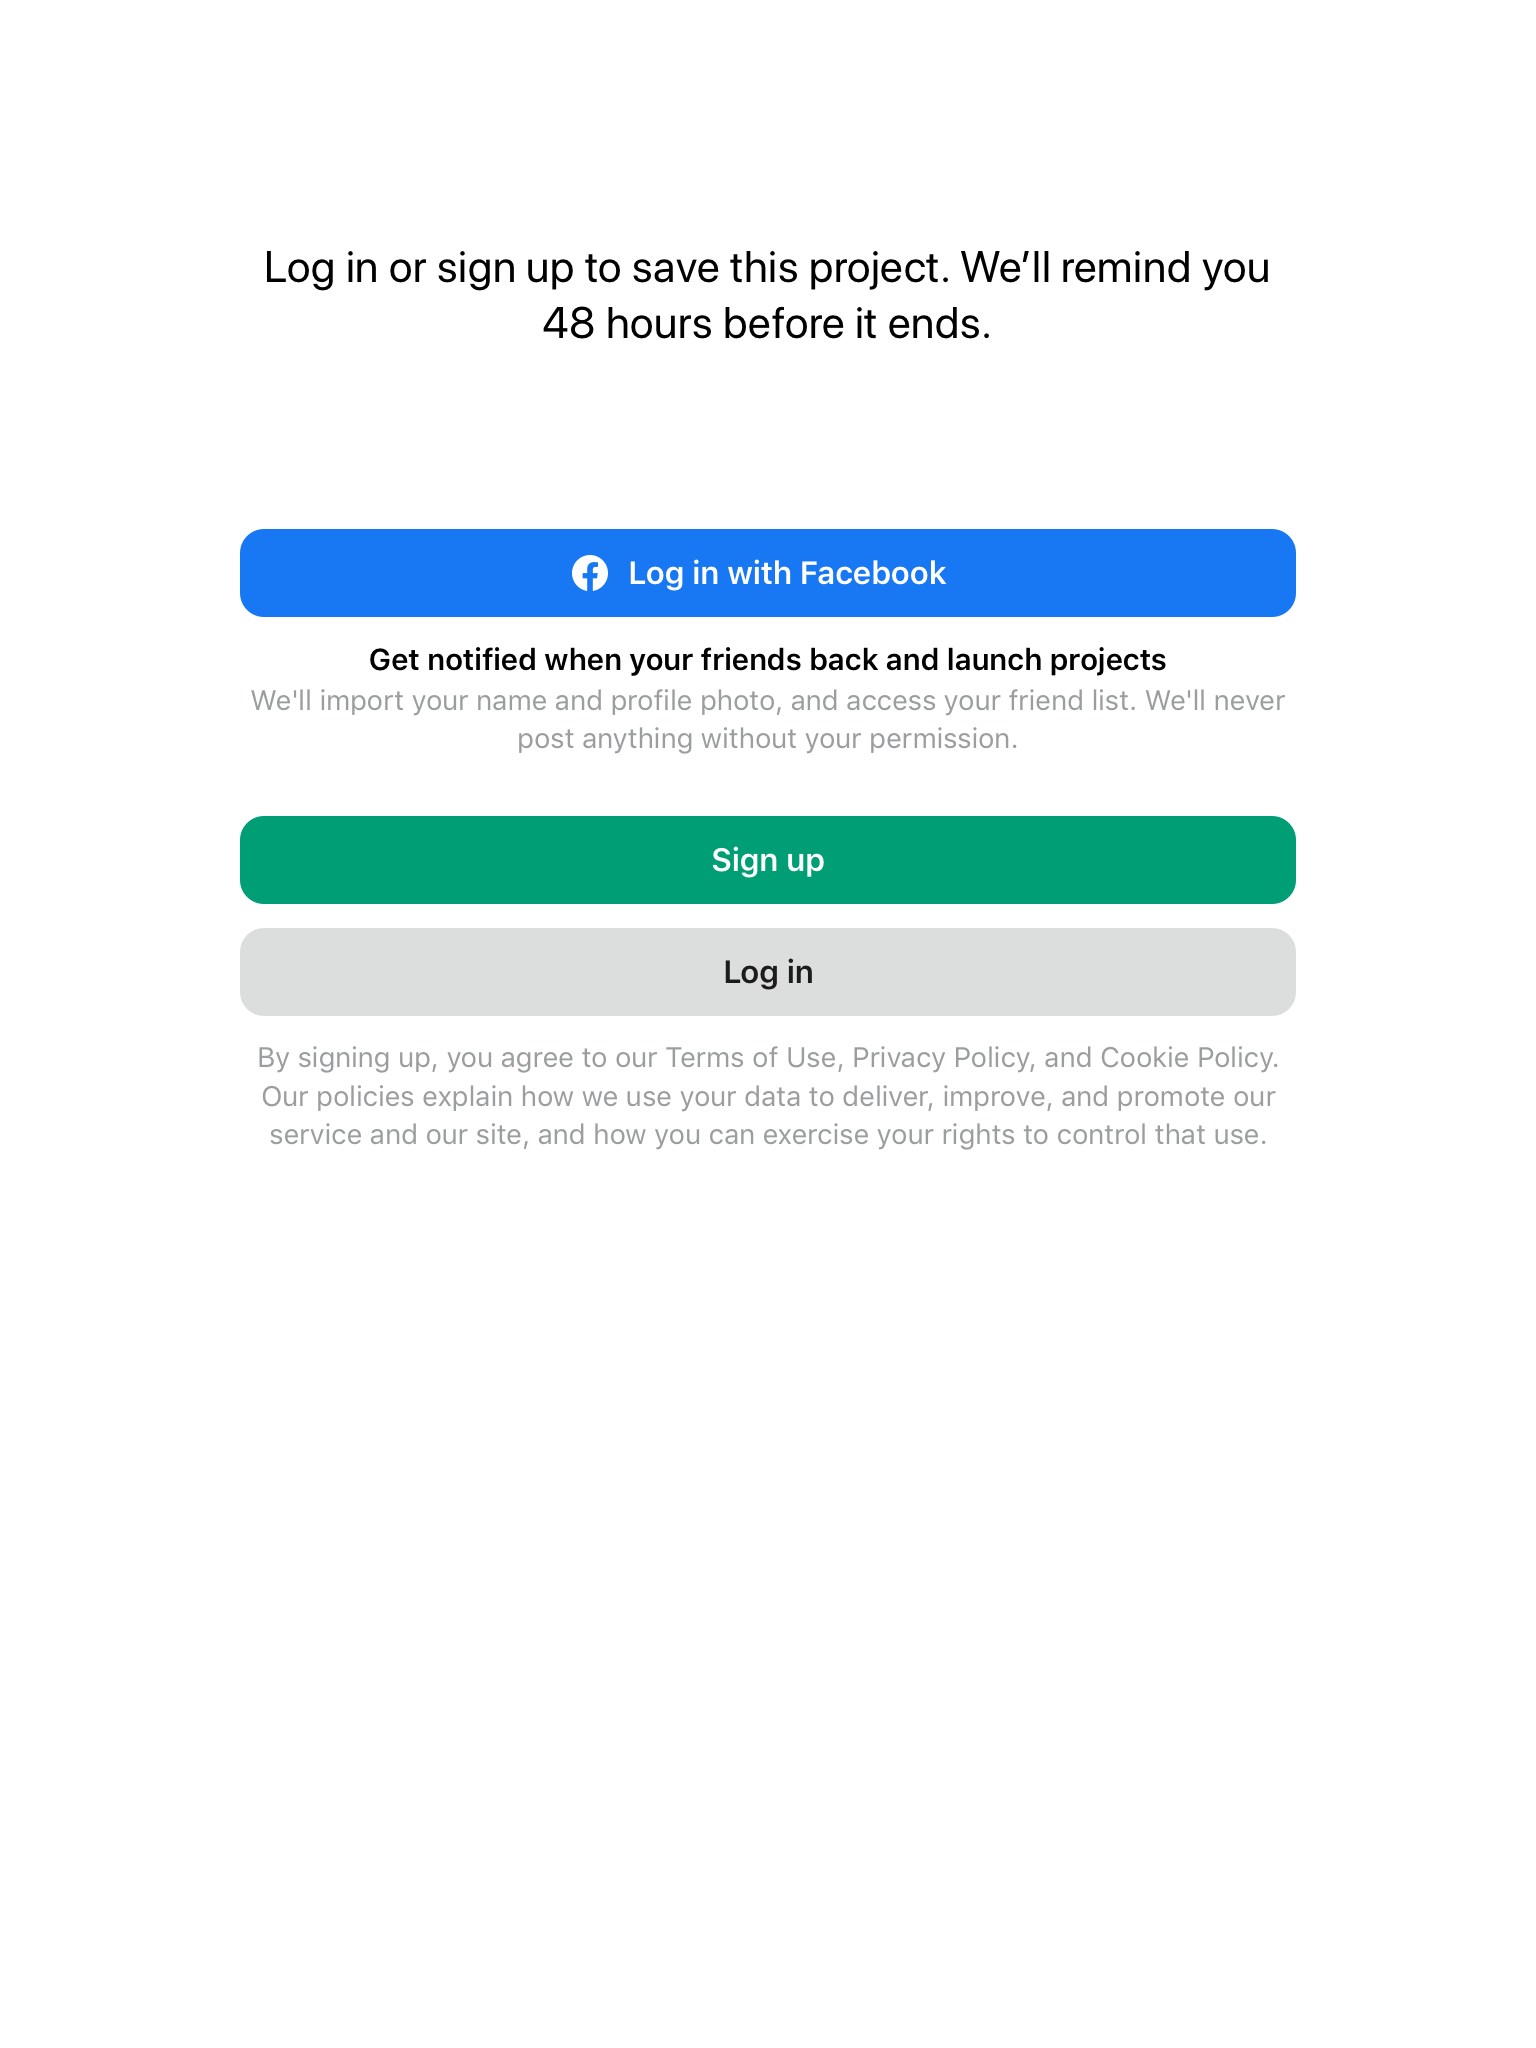 Log in or sign up to save this project. We’ll remind you
48 hours before it ends.
Log in with Facebook
Get notified when your friends back and launch projects
We'll import your name and profile photo, and access your friend list. We'll never
post anything without your permission.
Sign up
Log in
By signing up, you agree to our Terms of Use, Privacy Policy, and Cookie Policy.
Our policies explain how we use your data to deliver, improve, and promote our
service and our site, and how you can exercise your rights to control that use.